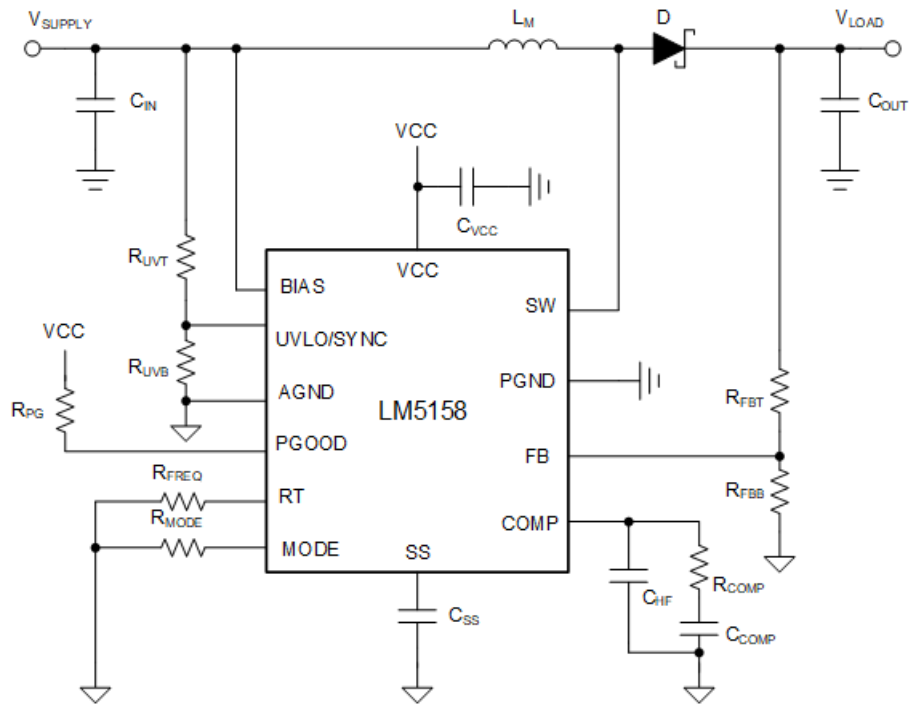 VSUPPLY
LM
D
VLOAD
CIN
COUT
VCC
CVCC
RUVT
BIAS
VCC
SW
UVLO/SYNC
VCC
RUVB
AGND
PGND
RFBT
RPG
LM5158
PGOOD
FB
RFREQ
RT
RFBB
RMODE
COMP
MODE
SS
CHF
RCOMP
CSS
CCOMP